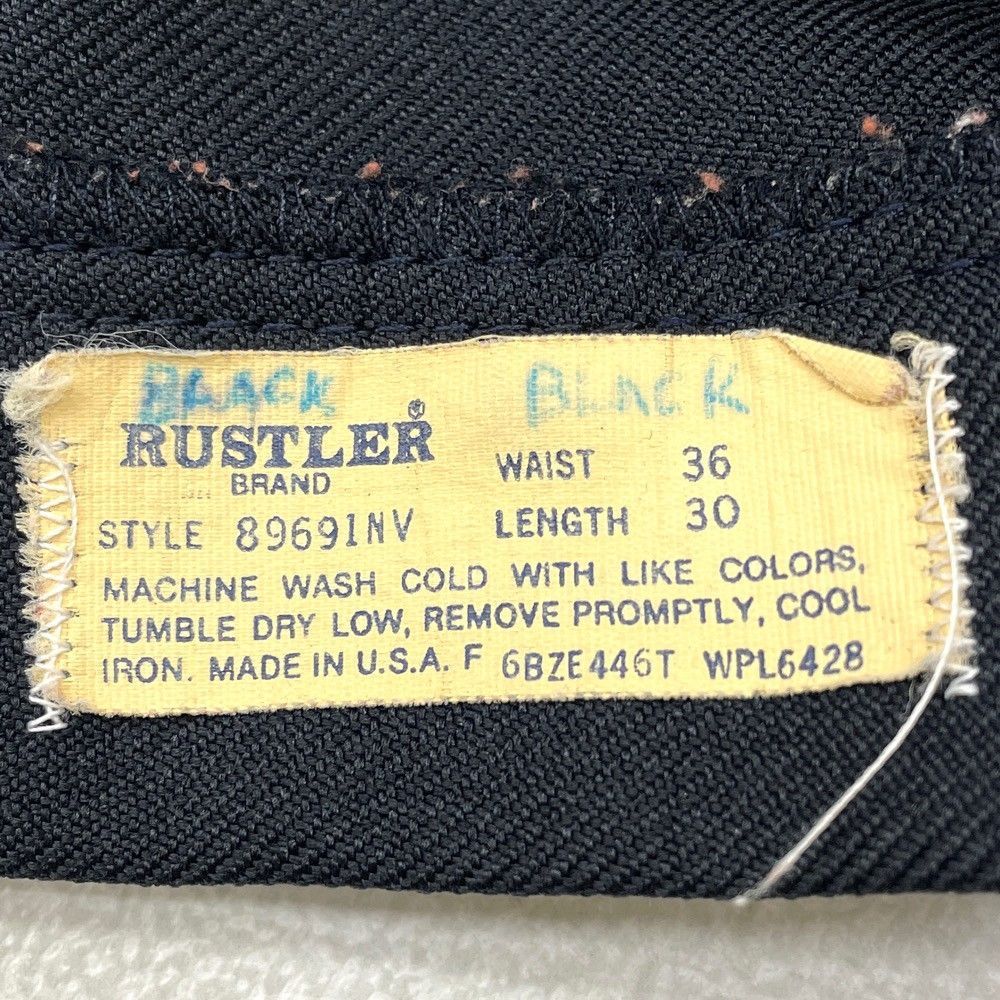 BLACK BLACK
RUSTLER®
BRAND
WAIST 36
STYLE 89691NV
LENGTH 30
MACHINE WASH COLD WITH LIKE COLORS,
TUMBLE DRY LOW, REMOVE PROMPTLY, COOL
IRON. MADE IN U.S.A. F 6BZE446T WPL6428